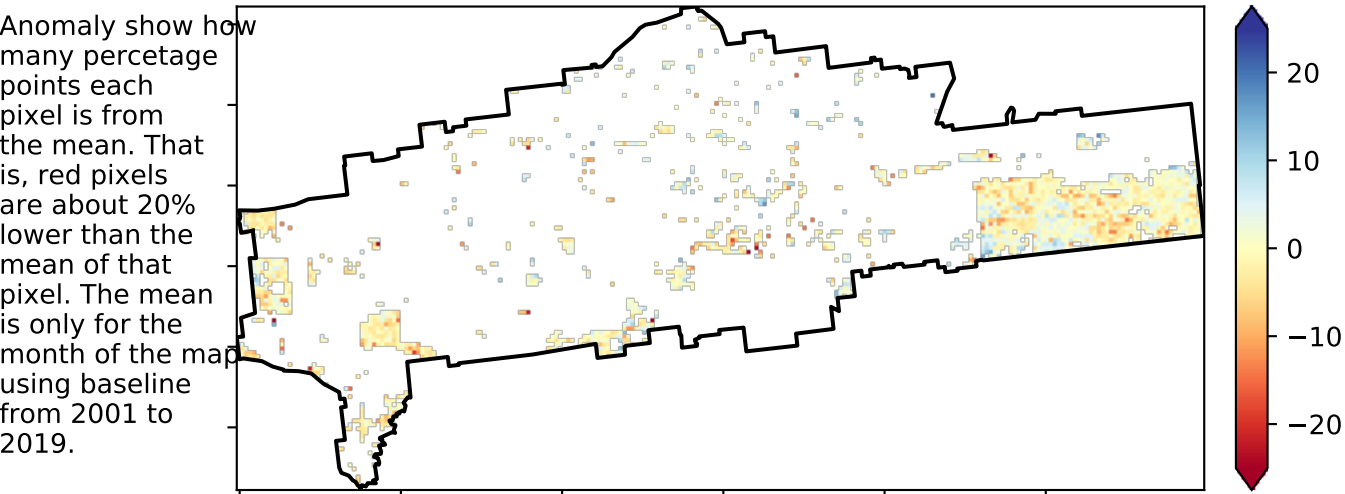 Anomaly show how
many percetage
points each
pixel is from
the mean. That
is, red pixels
are about 20%
lower than the
mean of that
pixel. The mean
is only for the
month of the map
using baseline
from 2001 to
2019.
20
10
0
−10
−20